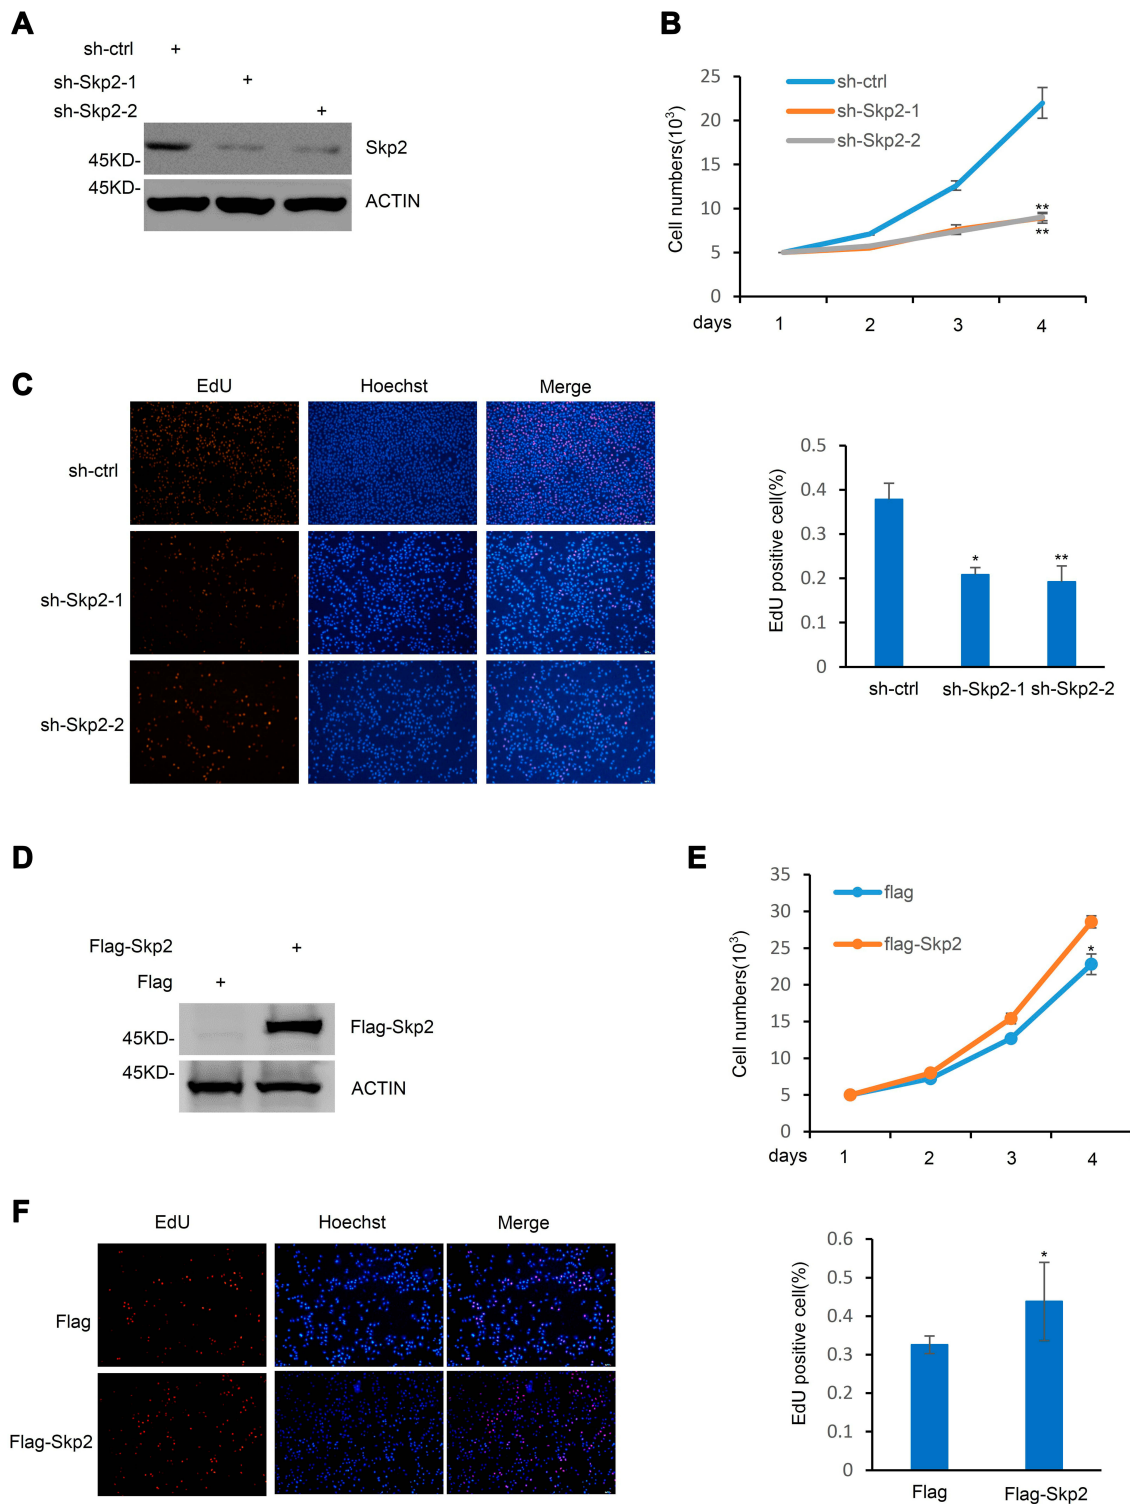 A
sh-ctrl +
sh-Skp2-1 +
sh-Skp2-2 +
45KD-
Skp2
45KD-
ACTIN
B
25
20
15
10
5
0
Cell numbers(10³)
sh-ctrl
sh-Skp2-1
sh-Skp2-2
**
**
days 1 2 3 4
C
EdU Hoechst Merge
sh-ctrl
sh-Skp2-1
sh-Skp2-2
0.5
0.4
0.3
0.2
0.1
0
EdU positive cell(%)
* **
sh-ctrl sh-Skp2-1 sh-Skp2-2
D
Flag-Skp2 +
Flag +
45KD-
Flag-Skp2
45KD-
ACTIN
E
35
30
25
20
15
10
5
0
Cell numbers(10³)
flag
flag-Skp2
*
days 1 2 3 4
F
EdU Hoechst Merge
Flag
Flag-Skp2
0.6
0.5
0.4
0.3
0.2
0.1
0
EdU positive cell(%)
*
Flag Flag-Skp2